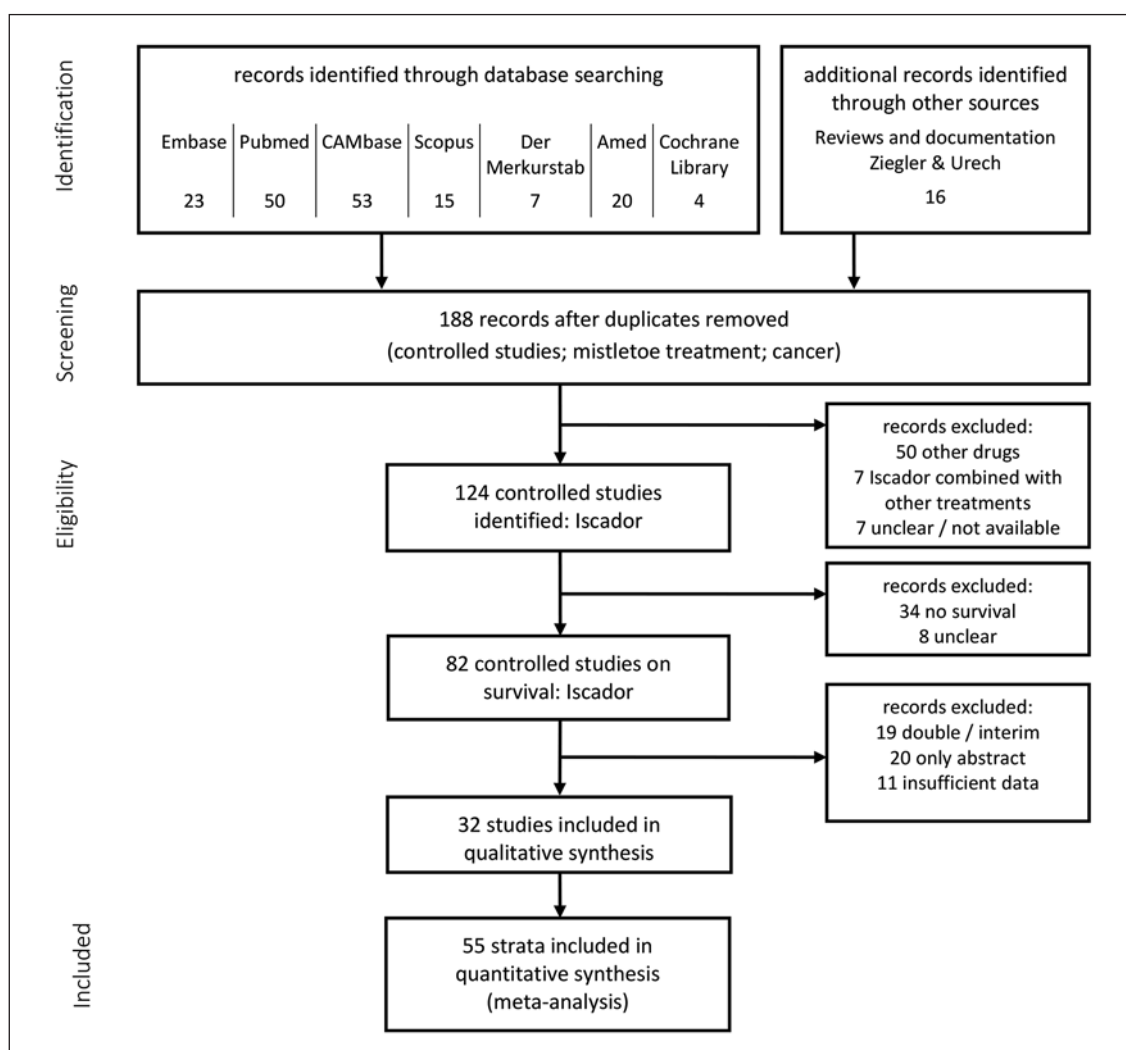 Identification
records identified through database searching
Embase Pubmed CAMbase Scopus Der Merkurstab Amed Cochrane Library
23 50 53 15 7 20 4
additional records identified
through other sources
Reviews and documentation
Ziegler & Urech
16
Screening
188 records after duplicates removed
(controlled studies; mistletoe treatment; cancer)
Eligibility
records excluded:
50 other drugs
7 Iscador combined with
other treatments
7 unclear / not available
124 controlled studies
identified: Iscador
records excluded:
34 no survival
8 unclear
82 controlled studies on
survival: Iscador
records excluded:
19 double / interim
20 only abstract
11 insufficient data
32 studies included in
qualitative synthesis
Included
55 strata included in
quantitative synthesis
(meta-analysis)